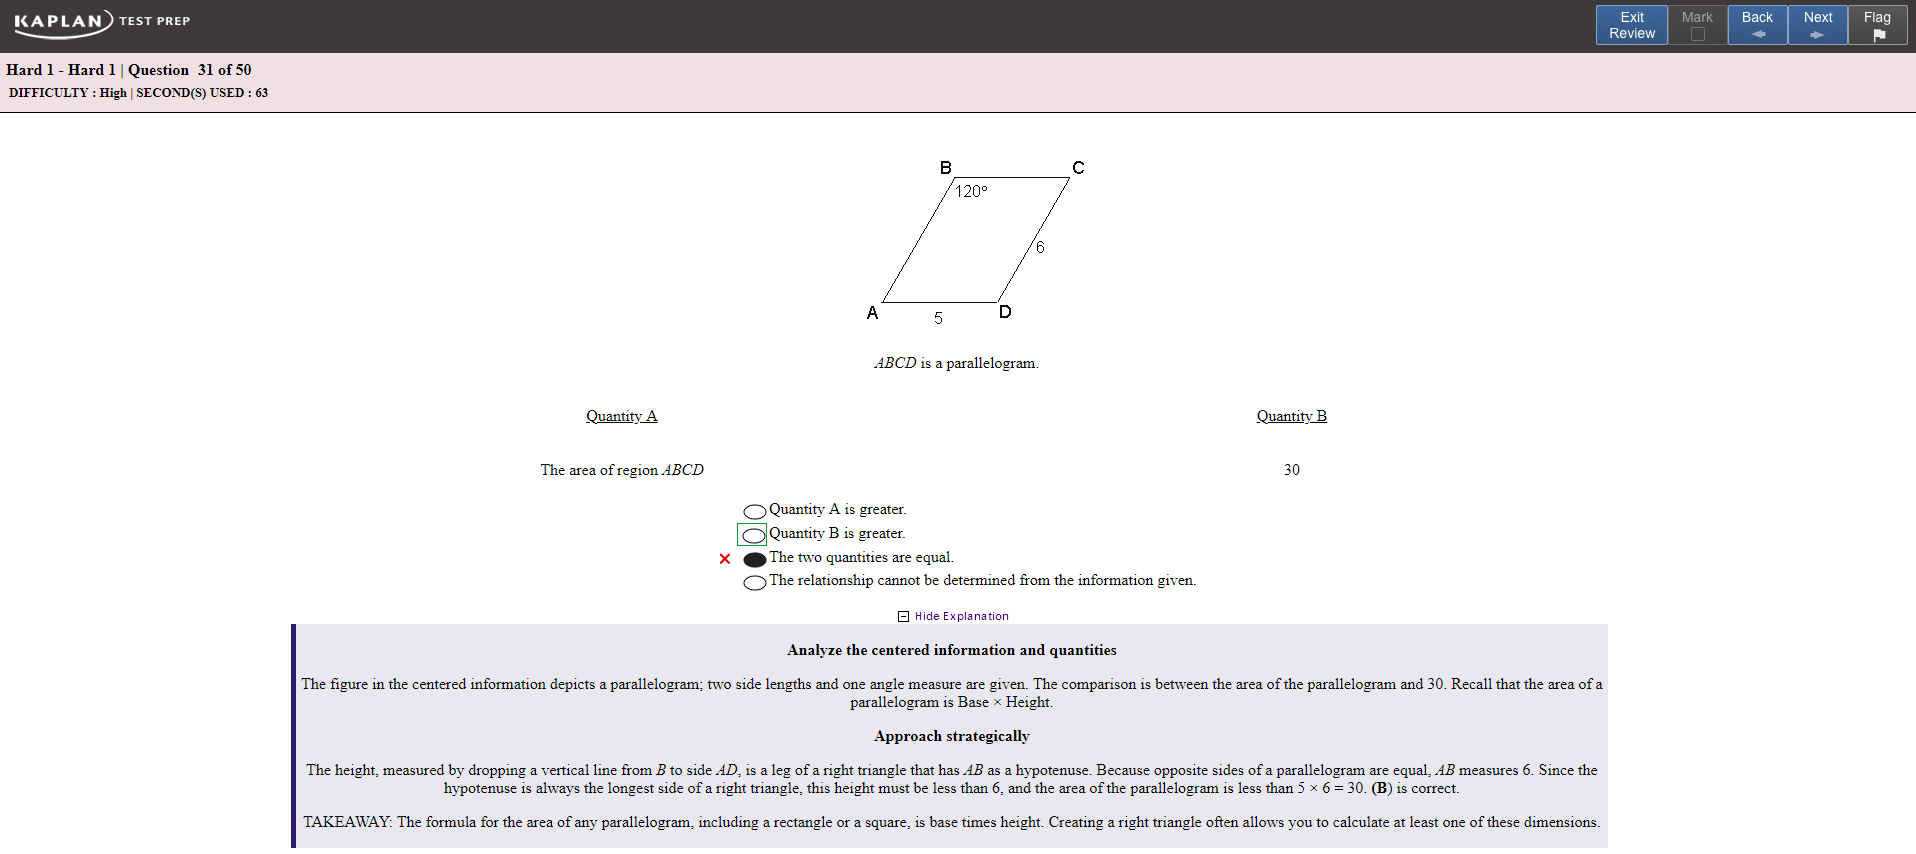 KAPLAN TEST PREP
Exit Review
Mark
Back
Next
Flag
Hard 1 - Hard 1 | Question 31 of 50
DIFFICULTY : High | SECOND(S) USED : 63
B
C
120°
6
A
5
D
ABCD is a parallelogram.
Quantity A
Quantity B
The area of region ABCD
30
Quantity A is greater.
Quantity B is greater.
The two quantities are equal.
The relationship cannot be determined from the information given.
Hide Explanation
Analyze the centered information and quantities
The figure in the centered information depicts a parallelogram; two side lengths and one angle measure are given. The comparison is between the area of the parallelogram and 30. Recall that the area of a
parallelogram is Base × Height.
Approach strategically
The height, measured by dropping a vertical line from B to side AD, is a leg of a right triangle that has AB as a hypotenuse. Because opposite sides of a parallelogram are equal, AB measures 6. Since the
hypotenuse is always the longest side of a right triangle, this height must be less than 6, and the area of the parallelogram is less than 5 × 6 = 30. (B) is correct.
TAKEAWAY: The formula for the area of any parallelogram, including a rectangle or a square, is base times height. Creating a right triangle often allows you to calculate at least one of these dimensions.